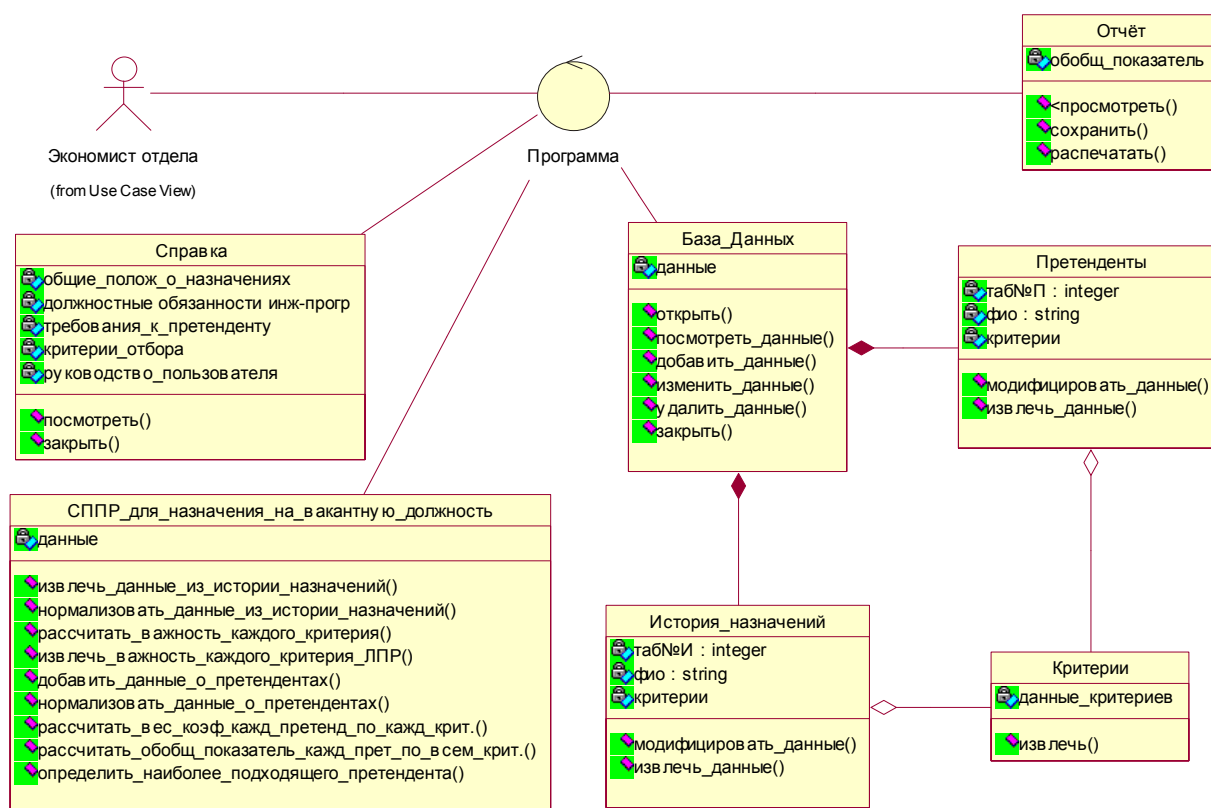 Отчёт
обобщ_показатель
<просмотреть()
сохранить()
распечатать()
Экономист отдела
(from Use Case View)
Программа
Справка
общие_полож_о_назначениях
должностные обязанности инж-прогр
требования_к_претенденту
критерии_отбора
руководство_пользователя
посмотреть()
закрыть()
База_Данных
данные
открыть()
посмотреть_данные()
добавить_данные()
изменить_данные()
удалить_данные()
закрыть()
Претенденты
таб№П : integer
фио : string
критерии
модифицировать_данные()
извлечь_данные()
СППР_для_назначения_на_вакантную_должность
данные
извлечь_данные_из_истории_назначений()
нормализовать_данные_из_истории_назначений()
рассчитать_важность_каждого_критерия()
извлечь_важность_каждого_критерия_ЛПР()
добавить_данные_о_претендентах()
нормализовать_данные_о_претендентах()
рассчитать_вес_коэф_кажд_претенд_по_кажд_крит.()
рассчитать_обобщ_показатель_кажд_прет_по_всем_крит.()
определить_наиболее_подходящего_претендента()
История_назначений
таб№И : integer
фио : string
критерии
модифицировать_данные()
извлечь_данные()
Критерии
данные_критериев
извлечь()